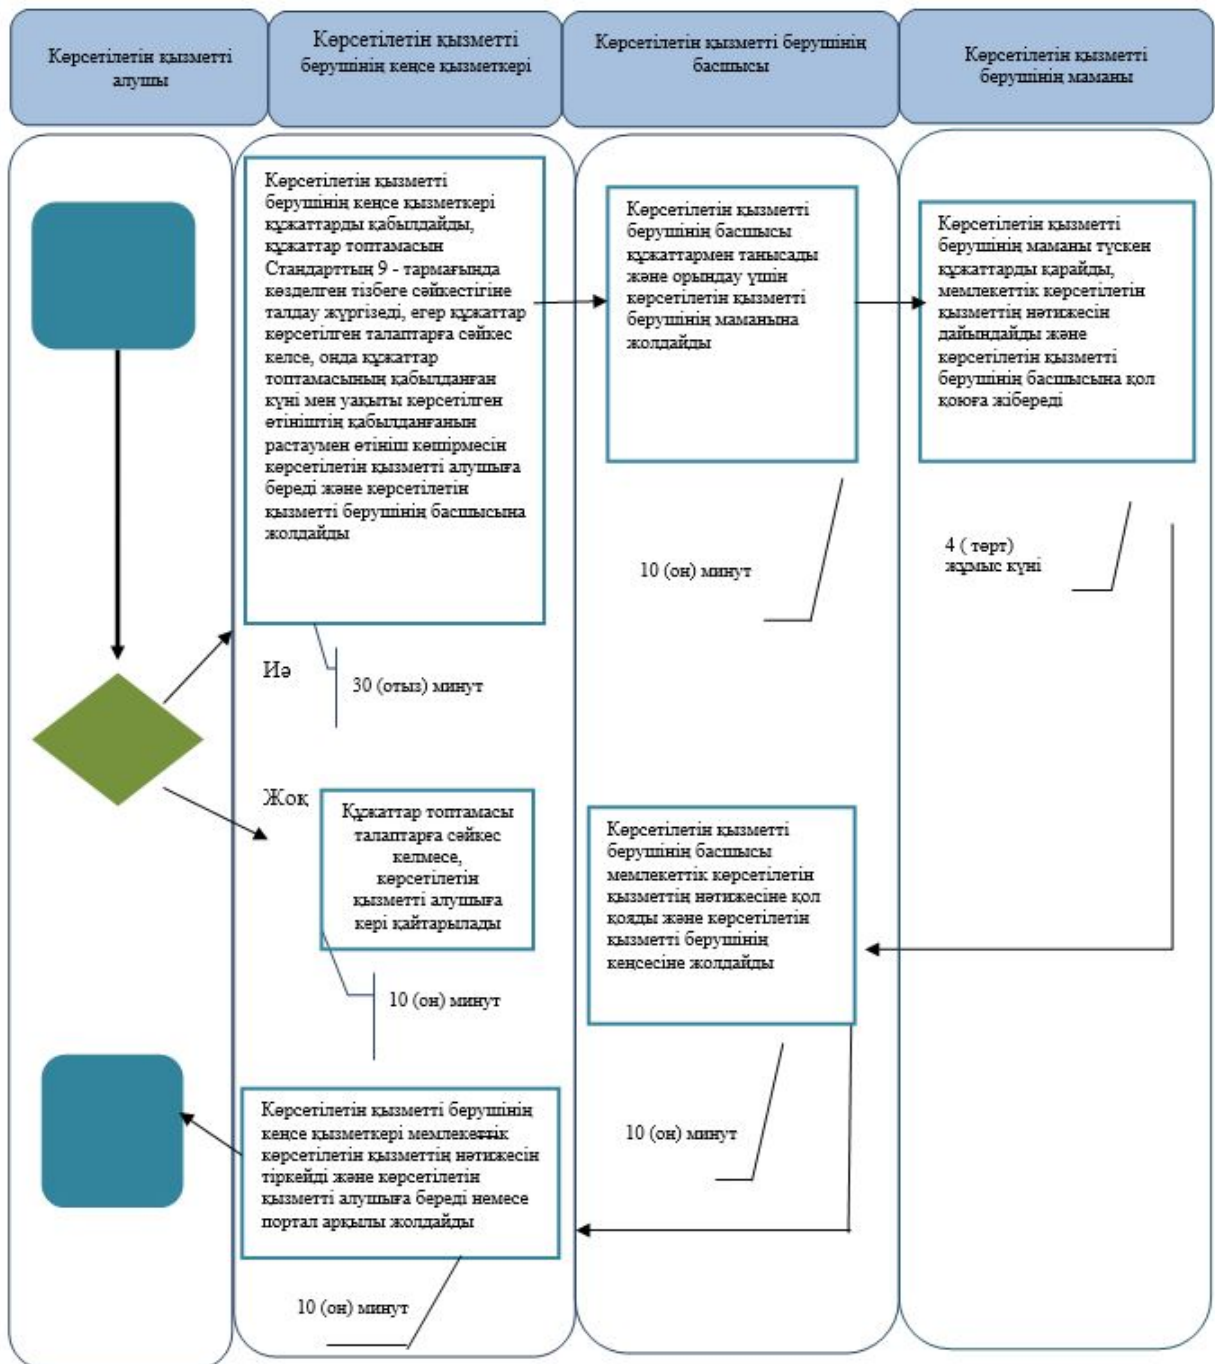 Көрсетілетін қызметті
алушы
Көрсетілетін қызметті
берушінің кеңсе қызметкері
Көрсетілетін қызметті берушінің
басшысы
Көрсетілетін қызметті
берушінің маманы
Көрсетілетін қызметті
берушінің кеңсе қызметкері
құжаттарды қабылдайды,
құжаттар топтамасын
Стандарттың 9 - тармағында
көзделген тізбеге сәйкестігіне
талдау жүргізеді, егер құжаттар
көрсетілген талаптарға сәйкес
келсе, онда құжаттар
топтамасының қабылданған
күні мен уақыты көрсетілген
өтініштің қабылданғанын
растаумен өтініш көшірмесін
көрсетілетін қызметті алушыға
береді және көрсетілетін
қызметті берушінің басшысына
жолдайды
Көрсетілетін қызметті
берушінің басшысы
құжаттармен танысады
және орындау үшін
көрсетілетін қызметті
берушінің маманына
жолдайды
Көрсетілетін қызметті
берушінің маманы түскен
құжаттарды қарайды,
мемлекеттік көрсетілетін
қызметтің нәтижесін
дайындайды және
көрсетілетін қызметті
берушінің басшысына қол
қоюға жібереді
10 (он) минут
4 ( төрт)
жұмыс күні
Иә
30 (отыз) минут
Жоқ
Құжаттар топтамасы
талаптарға сәйкес
келмесе,
көрсетілетін
қызметті алушыға
кері қайтарылады
10 (он) минут
Көрсетілетін қызметті
берушінің басшысы
мемлекеттік көрсетілетін
қызметтің нәтижесіне қол
қояды және көрсетілетін
қызметті берушінің
кеңсесіне жолдайды
10 (он) минут
Көрсетілетін қызметті берушінің
кеңсе қызметкері мемлекеттік
көрсетілетін қызметтің нәтижесін
тіркейді және көрсетілетін
қызметті алушыға береді немесе
портал арқылы жолдайды
10 (он) минут